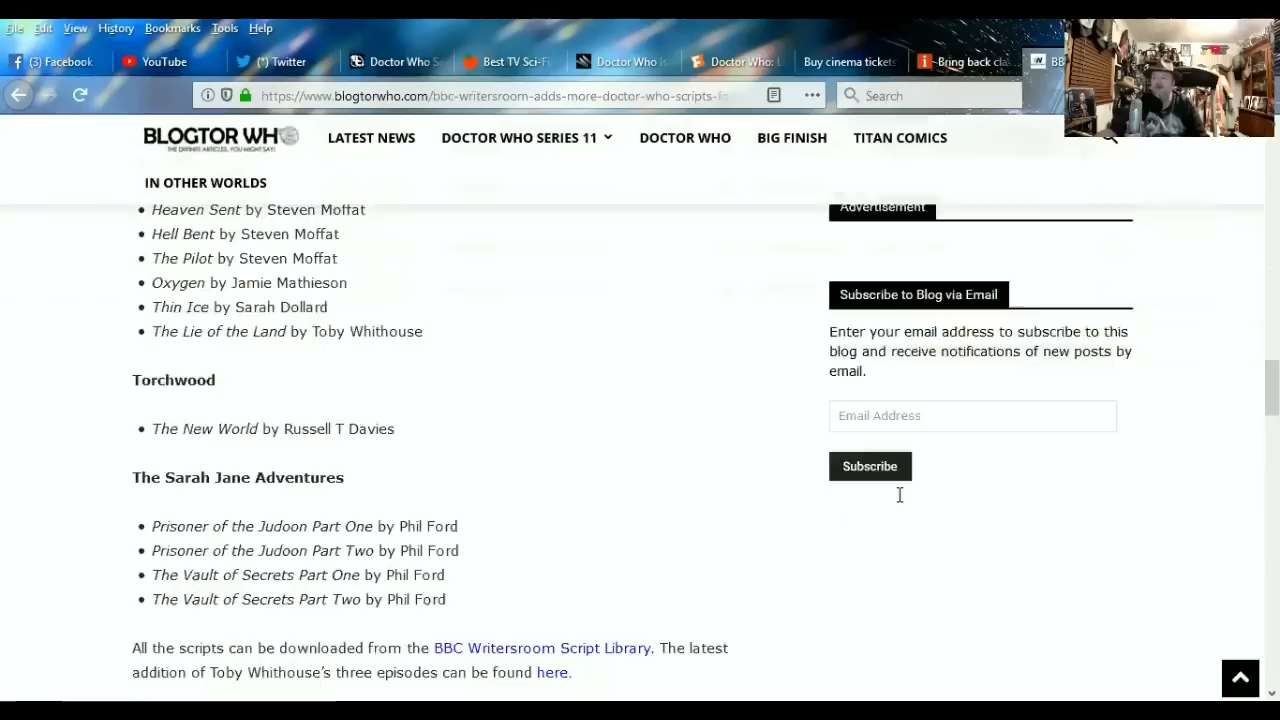 File Edit View History Bookmarks Tools Help
(3) Facebook YouTube (*) Twitter Doctor Who S Best TV Sci-F Doctor Who is Doctor Who: L Buy cinema tickets Bring back cla BB
https://www.blogtorwho.com/bbc-writersroom-adds-more-doctor-who-scripts-f Search
BLOGTOR WHO LATEST NEWS DOCTOR WHO SERIES 11 DOCTOR WHO BIG FINISH TITAN COMICS
THE DEFINITE ARTICLES, YOU MIGHT SAY!
IN OTHER WORLDS
• Heaven Sent by Steven Moffat
• Hell Bent by Steven Moffat
• The Pilot by Steven Moffat
• Oxygen by Jamie Mathieson
• Thin Ice by Sarah Dollard
• The Lie of the Land by Toby Whithouse
Torchwood
• The New World by Russell T Davies
The Sarah Jane Adventures
• Prisoner of the Judoon Part One by Phil Ford
• Prisoner of the Judoon Part Two by Phil Ford
• The Vault of Secrets Part One by Phil Ford
• The Vault of Secrets Part Two by Phil Ford
All the scripts can be downloaded from the BBC Writersroom Script Library. The latest
addition of Toby Whithouse's three episodes can be found here.
Advertisement
Subscribe to Blog via Email
Enter your email address to subscribe to this
blog and receive notifications of new posts by
email.
Email Address
Subscribe